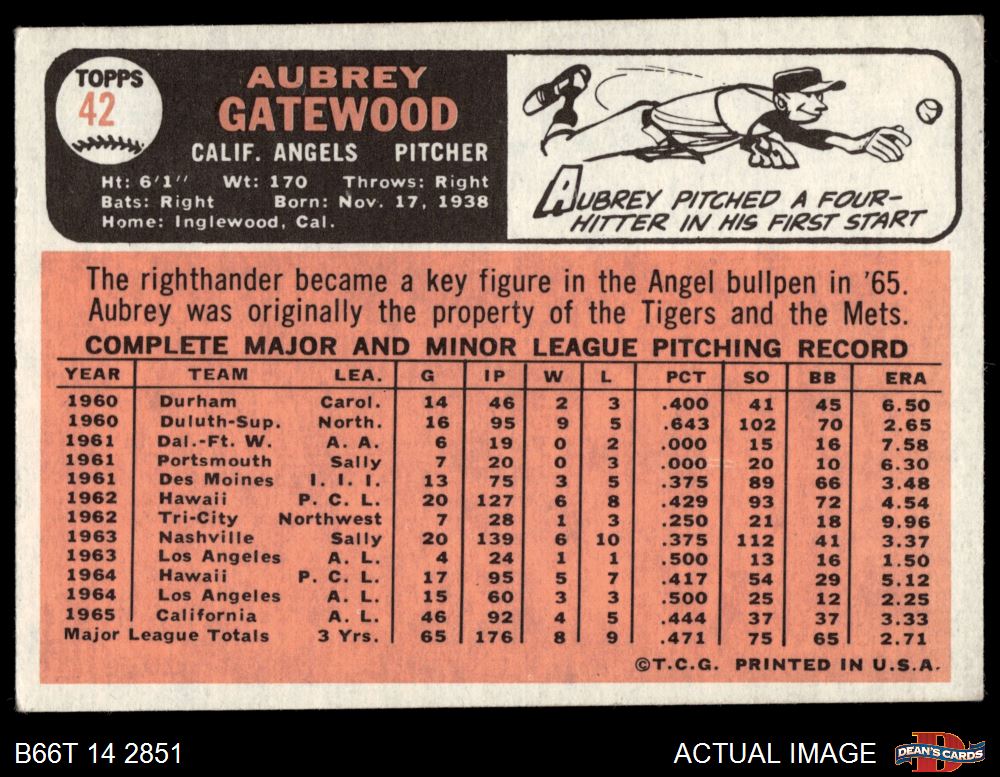 TOPPS
42
AUBREY
GATEWOOD
CALIF. ANGELS PITCHER
Ht: 6'1" Wt: 170 Throws: Right
Bats: Right Born: Nov. 17, 1938
Home: Inglewood, Cal.
AUBREY PITCHED A FOUR-
HITTER IN HIS FIRST START
The righthander became a key figure in the Angel bullpen in '65.
Aubrey was originally the property of the Tigers and the Mets.
COMPLETE MAJOR AND MINOR LEAGUE PITCHING RECORD
YEAR TEAM LEA. G IP W L PCT SO BB ERA
1960 Durham Carol. 14 46 2 3 .400 41 45 6.50
1960 Duluth-Sup. North. 16 95 9 5 .643 102 70 2.65
1961 Dal.-Ft. W. A. A. 6 19 0 2 .000 15 16 7.58
1961 Portsmouth Sally 7 20 0 3 .000 20 10 6.30
1961 Des Moines I. I. I. 13 75 3 5 .375 89 66 3.48
1962 Hawaii P. C. L. 20 127 6 8 .429 93 72 4.54
1962 Tri-City Northwest 7 28 1 3 .250 21 18 9.96
1963 Nashville Sally 20 139 6 10 .375 112 41 3.37
1963 Los Angeles A. L. 4 24 1 1 .500 13 16 1.50
1964 Hawaii P. C. L. 17 95 5 7 .417 54 29 5.12
1964 Los Angeles A. L. 15 60 3 3 .500 25 12 2.25
1965 California A. L. 46 92 4 5 .444 37 37 3.33
Major League Totals 3 Yrs. 65 176 8 9 .471 75 65 2.71
©T.C.G. PRINTED IN U.S.A.
B66T 14 2851 ACTUAL IMAGE DEAN'S CARDS